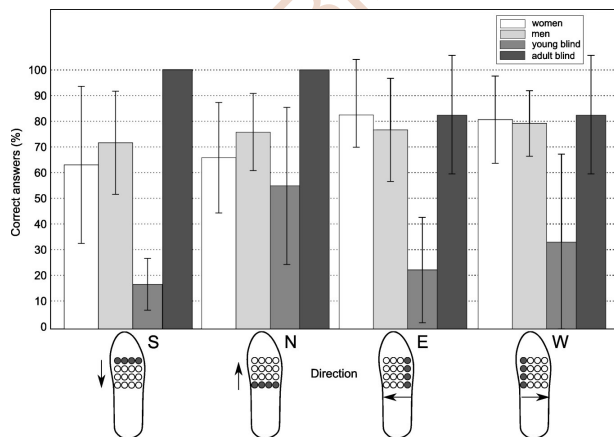 women
men
young blind
adult blind
Correct answers (%)
100
90
80
70
60
50
40
30
20
10
0
S
N
E
W
Direction